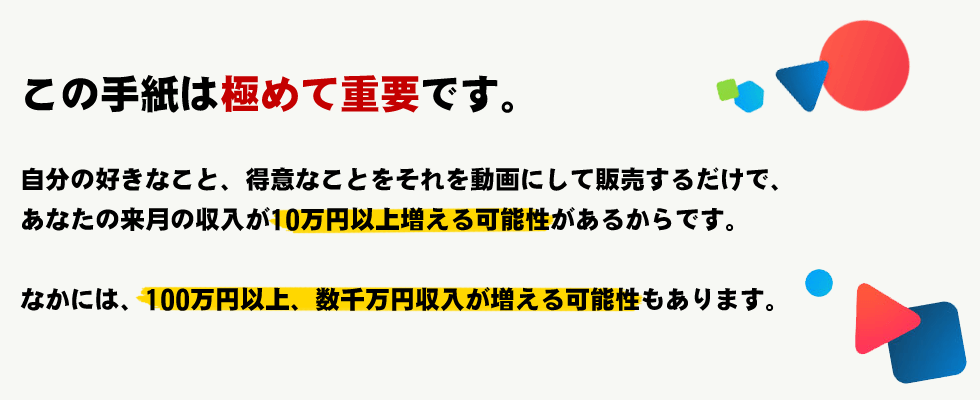 この手紙は極めて重要です。
自分の好きなこと、得意なことをそれを動画にして販売するだけで、
あなたの来月の収入が10万円以上増える可能性があるからです。
なかには、100万円以上、数千万円収入が増える可能性もあります。